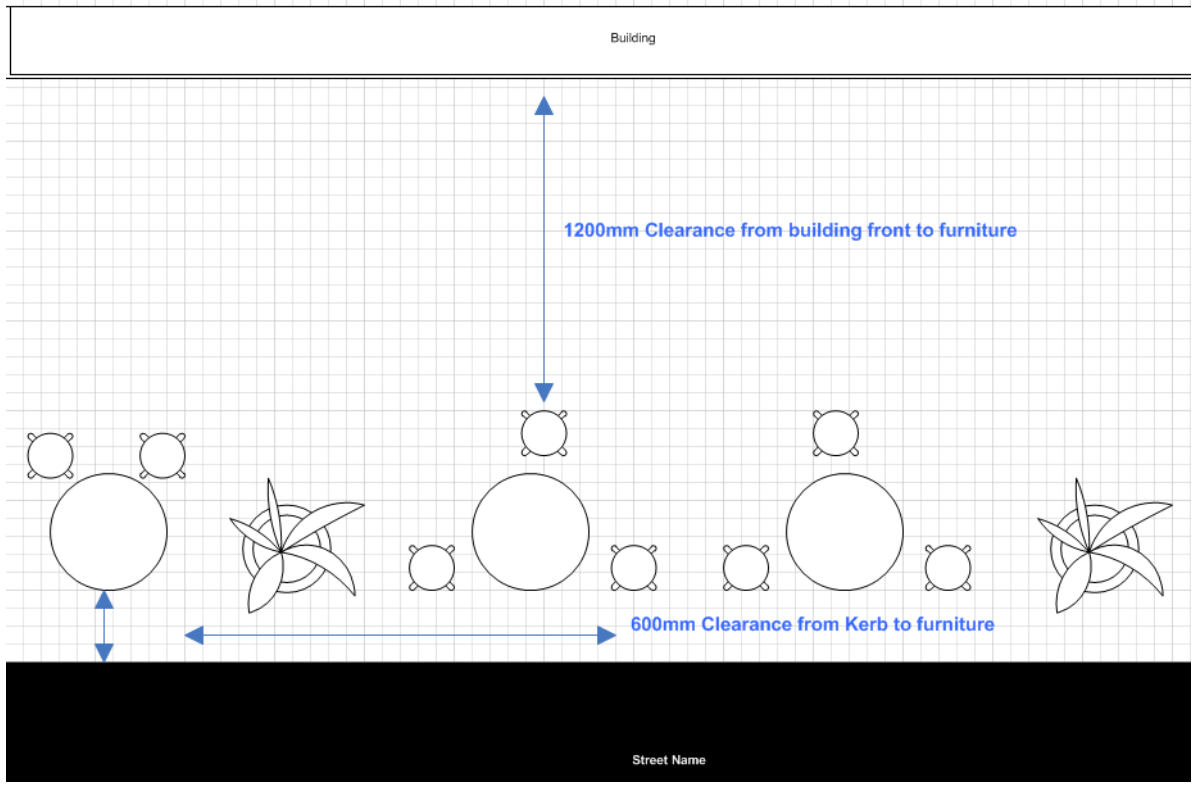 Building
1200mm Clearance from building front to furniture
600mm Clearance from Kerb to furniture
Street Name